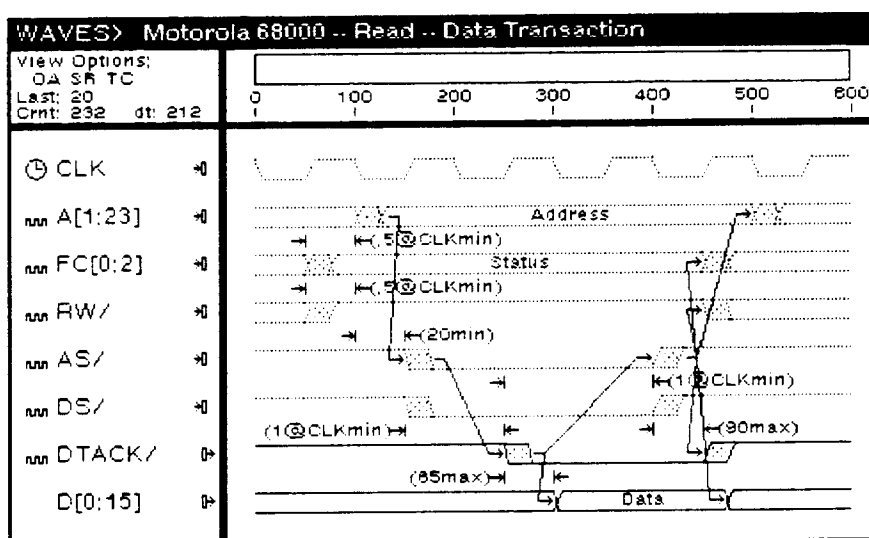 WAVES> Motorola 68000 -- Read -- Data Transaction
View Options:
OA SR TC
Last: 20
Crnt: 232 dt: 212
0 100 200 300 400 500 600
CLK
A[1:23] Address
(.5@CLKmin)
FC[0:2] Status
(.5@CLKmin)
RW/
(20min)
AS/
(1@CLKmin)
DS/
(1@CLKmin) (90max)
DTACK/
(65max)
D[0:15] Data